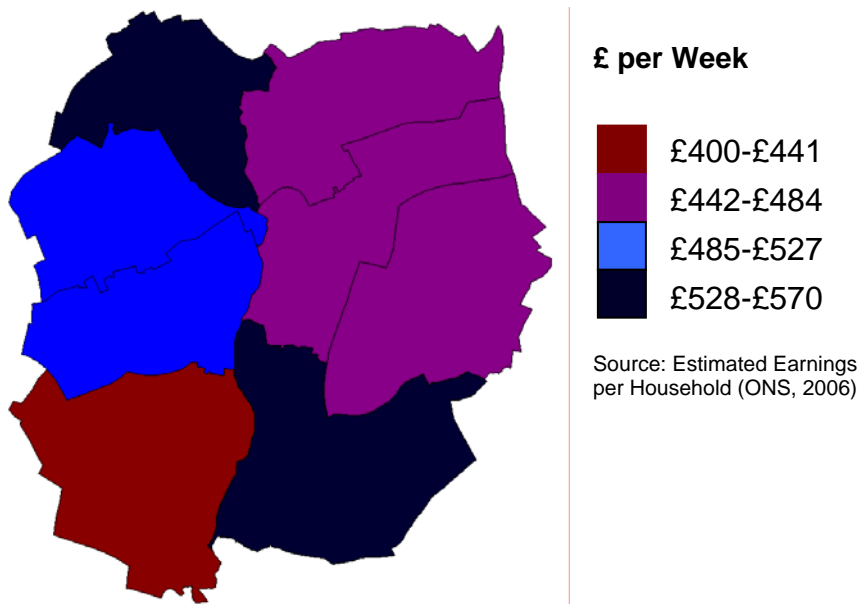 £ per Week
£400-£441
£442-£484
£485-£527
£528-£570
Source: Estimated Earnings
per Household (ONS, 2006)